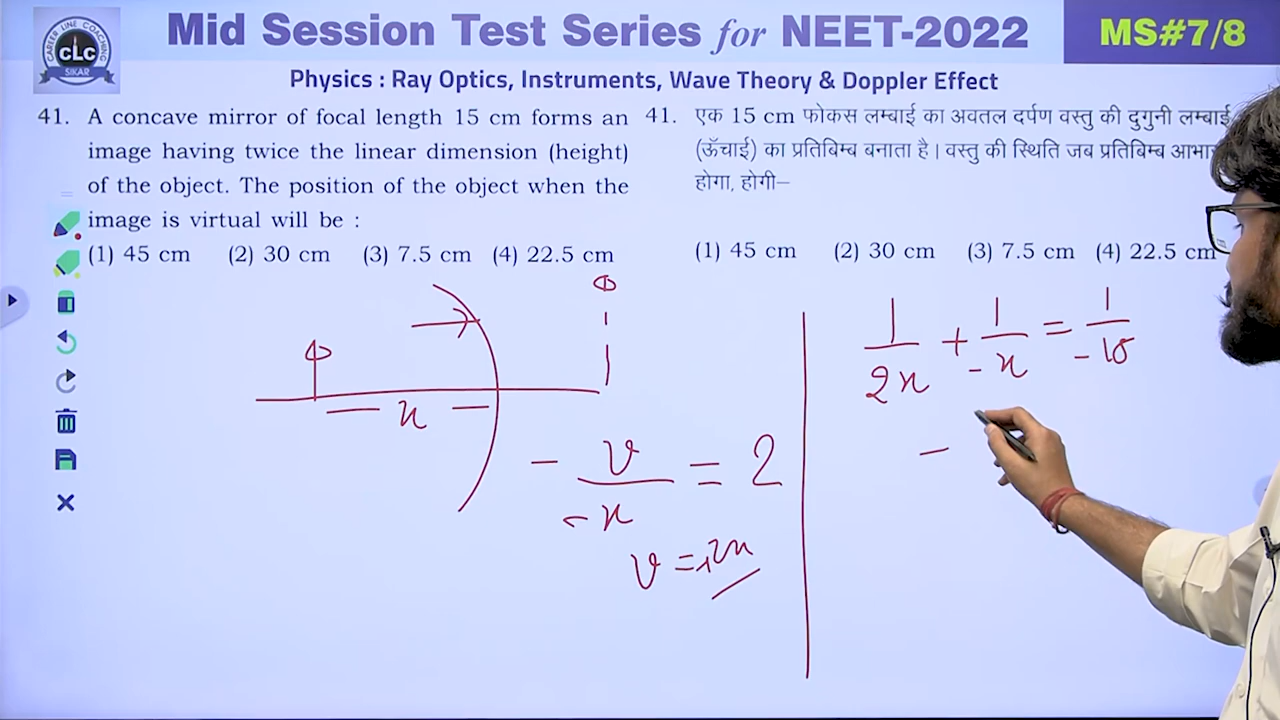 CAREER LINE COACHING
CLC
SIKAR
Mid Session Test Series for NEET-2022
MS#7/8
Physics : Ray Optics, Instruments, Wave Theory & Doppler Effect
41. A concave mirror of focal length 15 cm forms an
image having twice the linear dimension (height)
of the object. The position of the object when the
image is virtual will be :
(1) 45 cm (2) 30 cm (3) 7.5 cm (4) 22.5 cm
41. एक 15 cm फोकस लम्बाई का अवतल दर्पण वस्तु की दुगुनी लम्बाई
(ऊँचाई) का प्रतिबिम्ब बनाता है। वस्तु की स्थिति जब प्रतिबिम्ब
होगा, होगी–
(1) 45 cm (2) 30 cm (3) 7.5 cm (4) 22.5 cm
x
- v / -x = 2
v = 2x
1/2x + 1/-x = 1/-15
-